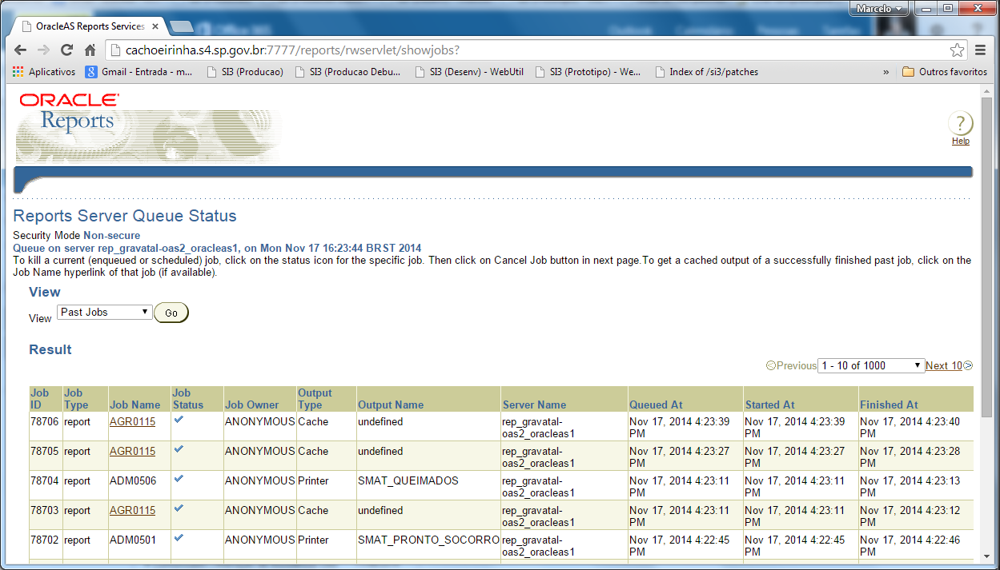 Marcelo
OracleAS Reports Services
cachoeirinha.s4.sp.gov.br:7777/reports/rwservlet/showjobs?
Aplicativos Gmail - Entrada - m... SI3 (Producao) SI3 (Producao Debu... SI3 (Desenv) - WebUtil SI3 (Prototipo) - We... Index of /si3/patches » Outros favoritos
ORACLE
Reports
?
Help
Reports Server Queue Status
Security Mode Non-secure
Queue on server rep_gravatal-oas2_oracleas1, on Mon Nov 17 16:23:44 BRST 2014
To kill a current (enqueued or scheduled) job, click on the status icon for the specific job. Then click on Cancel Job button in next page.To get a cached output of a successfully finished past job, click on the
Job Name hyperlink of that job (if available).
View
View Past Jobs Go
Result
Previous 1 - 10 of 1000 Next 10
Job ID Job Type Job Name Job Status Job Owner Output Type Output Name Server Name Queued At Started At Finished At
78706 report AGR0115 ANONYMOUS Cache undefined rep_gravatal-oas2_oracleas1 Nov 17, 2014 4:23:39 PM Nov 17, 2014 4:23:39 PM Nov 17, 2014 4:23:40 PM
78705 report AGR0115 ANONYMOUS Cache undefined rep_gravatal-oas2_oracleas1 Nov 17, 2014 4:23:27 PM Nov 17, 2014 4:23:27 PM Nov 17, 2014 4:23:28 PM
78704 report ADM0506 ANONYMOUS Printer SMAT_QUEIMADOS rep_gravatal-oas2_oracleas1 Nov 17, 2014 4:23:11 PM Nov 17, 2014 4:23:11 PM Nov 17, 2014 4:23:13 PM
78703 report AGR0115 ANONYMOUS Cache undefined rep_gravatal-oas2_oracleas1 Nov 17, 2014 4:23:11 PM Nov 17, 2014 4:23:11 PM Nov 17, 2014 4:23:12 PM
78702 report ADM0501 ANONYMOUS Printer SMAT_PRONTO_SOCORRO rep_gravatal-oas2_oracleas1 Nov 17, 2014 4:22:45 PM Nov 17, 2014 4:22:45 PM Nov 17, 2014 4:22:46 PM